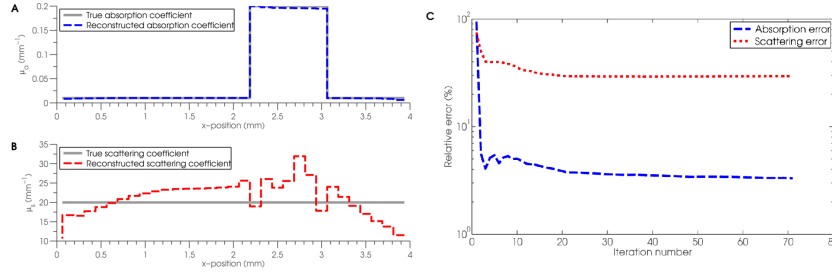 A
True absorption coefficient
Reconstructed absorption coefficient
μa (mm⁻¹)
0.2
0.15
0.1
0.05
0
0 0.5 1 1.5 2 2.5 3 3.5 4
x-position (mm)
B
True scattering coefficient
Reconstructed scattering coefficient
μs (mm⁻¹)
35
30
25
20
15
10
0 0.5 1 1.5 2 2.5 3 3.5 4
x-position (mm)
C
Absorption error
Scattering error
Relative error (%)
10²
10¹
10⁰
0 10 20 30 40 50 60 70 80
Iteration number